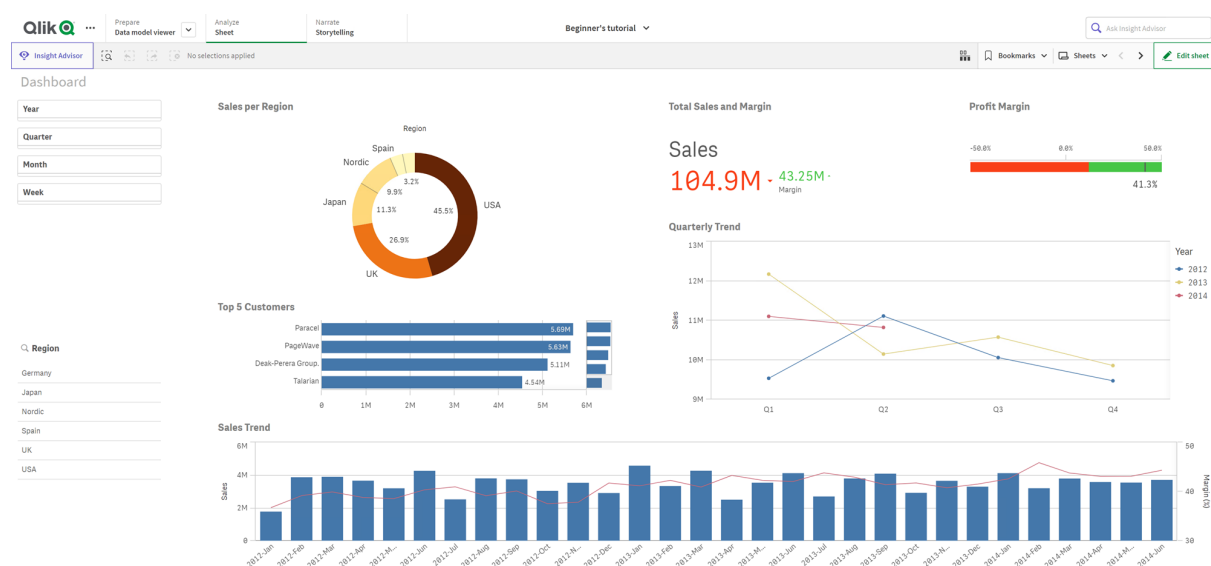 Qlik
Prepare
Data model viewer
Analyze
Sheet
Narrate
Storytelling
Beginner's tutorial
Ask Insight Advisor
Insight Advisor
No selections applied
Bookmarks
Sheets
Edit sheet
Dashboard
Year
Quarter
Month
Week
Region
Germany
Japan
Nordic
Spain
UK
USA
Sales per Region
Region
Spain
Nordic
Japan
UK
USA
3.2%
9.9%
11.3%
26.9%
45.5%
Total Sales and Margin
Sales
104.9M
43.25M
Margin
Profit Margin
-50.0%
0.0%
50.0%
41.3%
Top 5 Customers
Paracel
5.69M
PageWave
5.63M
Deak-Perera Group.
5.11M
Talarian
4.54M
0 1M 2M 3M 4M 5M 6M
Quarterly Trend
Sales
13M
12M
11M
10M
9M
Q1 Q2 Q3 Q4
Year
2012
2013
2014
Sales Trend
Sales
6M
4M
2M
0
50
40
30
Margin (%)
2012-Jan
2012-Feb
2012-Mar
2012-Apr
2012-M...
2012-Jun
2012-Jul
2012-Aug
2012-Sep
2012-Oct
2012-N...
2012-Dec
2013-Jan
2013-Feb
2013-Mar
2013-Apr
2013-M...
2013-Jun
2013-Jul
2013-Aug
2013-Sep
2013-Oct
2013-N...
2013-Dec
2014-Jan
2014-Feb
2014-Mar
2014-Apr
2014-M...
2014-Jun